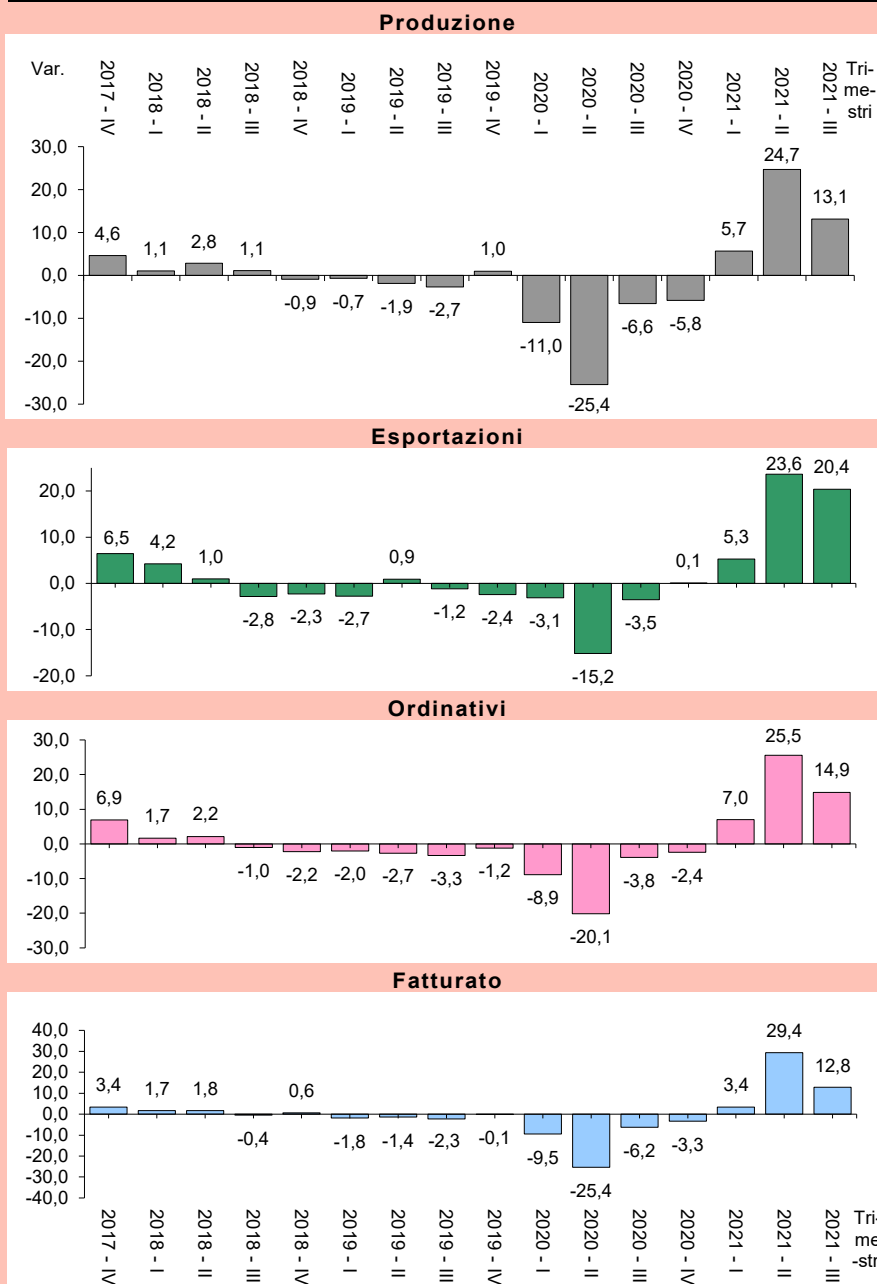 Produzione
Var.
2017 - IV
2018 - I
2018 - II
2018 - III
2018 - IV
2019 - I
2019 - II
2019 - III
2019 - IV
2020 - I
2020 - II
2020 - III
2020 - IV
2021 - I
2021 - II
2021 - III
Tri-
me-
stri
30,0
20,0
10,0
0,0
-10,0
-20,0
-30,0
4,6
1,1
2,8
1,1
-0,9
-0,7
-1,9
-2,7
1,0
-11,0
-25,4
-6,6
-5,8
5,7
24,7
13,1
Esportazioni
20,0
10,0
0,0
-10,0
-20,0
6,5
4,2
1,0
-2,8
-2,3
-2,7
0,9
-1,2
-2,4
-3,1
-15,2
-3,5
0,1
5,3
23,6
20,4
Ordinativi
30,0
20,0
10,0
0,0
-10,0
-20,0
-30,0
6,9
1,7
2,2
-1,0
-2,2
-2,0
-2,7
-3,3
-1,2
-8,9
-20,1
-3,8
-2,4
7,0
25,5
14,9
Fatturato
40,0
30,0
20,0
10,0
0,0
-10,0
-20,0
-30,0
-40,0
3,4
1,7
1,8
-0,4
0,6
-1,8
-1,4
-2,3
-0,1
-9,5
-25,4
-6,2
-3,3
3,4
29,4
12,8
2017 - IV
2018 - I
2018 - II
2018 - III
2018 - IV
2019 - I
2019 - II
2019 - III
2019 - IV
2020 - I
2020 - II
2020 - III
2020 - IV
2021 - I
2021 - II
2021 - III
Tri-
me
-stri